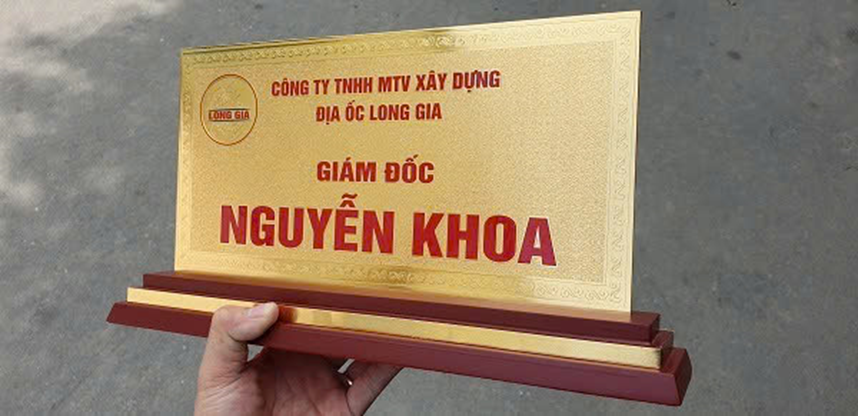 LONG GIA
CÔNG TY TNHH MTV XÂY DỰNG
ĐỊA ỐC LONG GIA
GIÁM ĐỐC
NGUYỄN KHOA